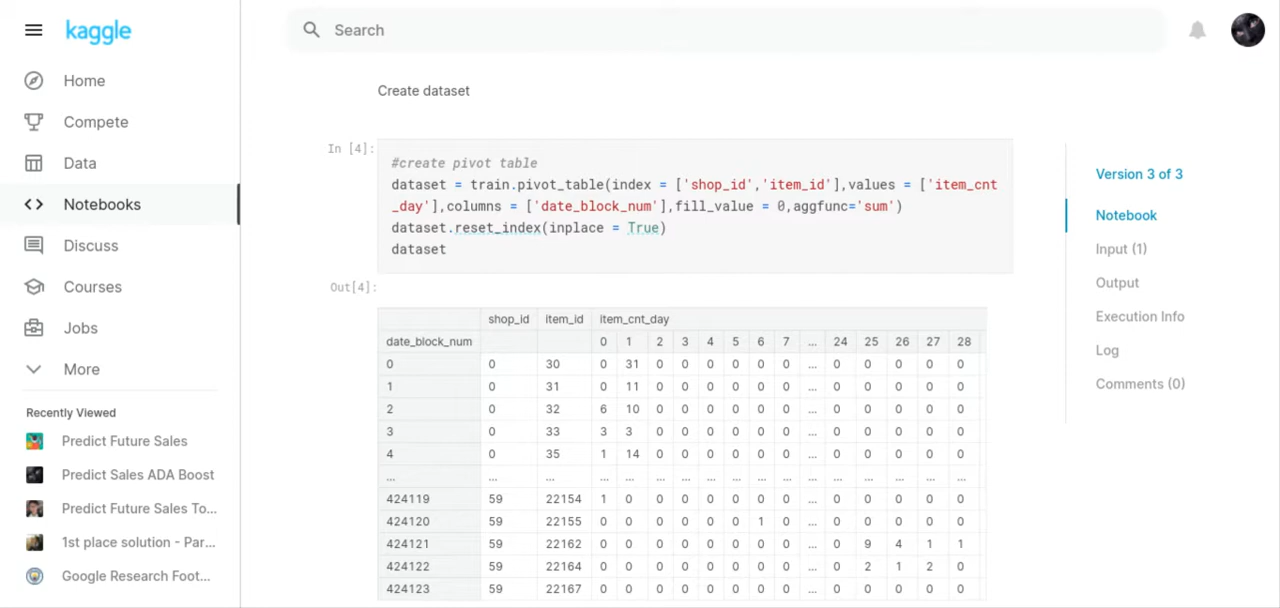 kaggle
Search
Home
Compete
Data
Notebooks
Discuss
Courses
Jobs
More
Recently Viewed
Predict Future Sales
Predict Sales ADA Boost
Predict Future Sales To...
1st place solution - Par...
Google Research Foot...
Create dataset
In [4]:
#create pivot table
dataset = train.pivot_table(index = ['shop_id','item_id'],values = ['item_cnt
_day'],columns = ['date_block_num'],fill_value = 0,aggfunc='sum')
dataset.reset_index(inplace = True)
dataset
Out[4]:
shop_id item_id item_cnt_day
date_block_num 0 1 2 3 4 5 6 7 ... 24 25 26 27 28
0 0 30 0 31 0 0 0 0 0 0 ... 0 0 0 0 0
1 0 31 0 11 0 0 0 0 0 0 ... 0 0 0 0 0
2 0 32 6 10 0 0 0 0 0 0 ... 0 0 0 0 0
3 0 33 3 3 0 0 0 0 0 0 ... 0 0 0 0 0
4 0 35 1 14 0 0 0 0 0 0 ... 0 0 0 0 0
... ... ... ... ... ... ... ... ... ... ... ... ... ... ... ... ...
424119 59 22154 1 0 0 0 0 0 0 0 ... 0 0 0 0 0
424120 59 22155 0 0 0 0 0 0 1 0 ... 0 0 0 0 0
424121 59 22162 0 0 0 0 0 0 0 0 ... 0 9 4 1 1
424122 59 22164 0 0 0 0 0 0 0 0 ... 0 2 1 2 0
424123 59 22167 0 0 0 0 0 0 0 0 ... 0 0 0 0 0
Version 3 of 3
Notebook
Input (1)
Output
Execution Info
Log
Comments (0)